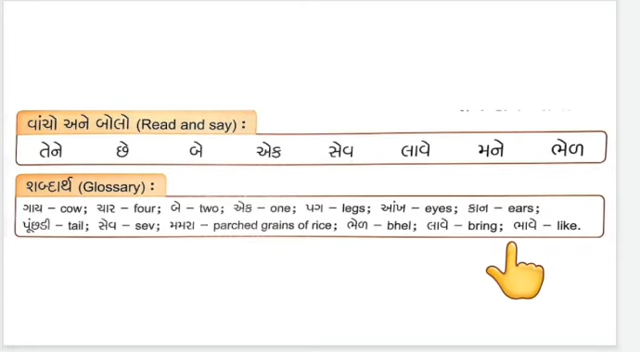 વાંચો અને બોલો (Read and say) :
તેને છે બે એક સેવ લાવે મને ભેળ
શબ્દાર્થ (Glossary) :
ગાય – cow; ચાર – four; બે – two; એક – one; પગ – legs; આંખ – eyes; કાન – ears;
પૂંછડી – tail; સેવ – sev; મમરા – parched grains of rice; ભેળ – bhel; લાવે – bring; ભાવે – like.